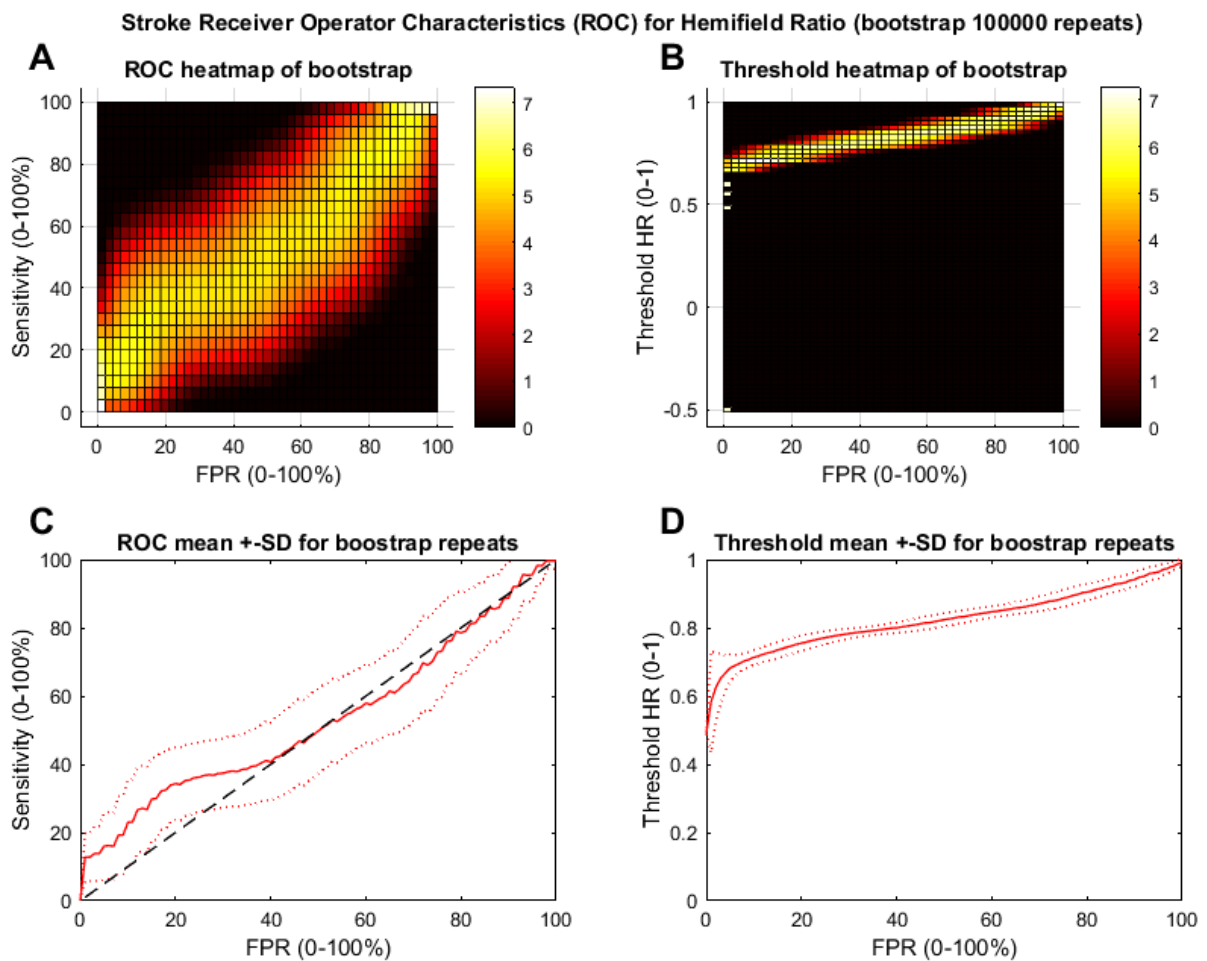 Stroke Receiver Operator Characteristics (ROC) for Hemifield Ratio (bootstrap 100000 repeats)
A
ROC heatmap of bootstrap
Sensitivity (0-100%)
100
80
60
40
20
0
0 20 40 60 80 100
FPR (0-100%)
7
6
5
4
3
2
1
0
B
Threshold heatmap of bootstrap
Threshold HR (0-1)
1
0.5
0
-0.5
0 20 40 60 80 100
FPR (0-100%)
7
6
5
4
3
2
1
0
C
ROC mean +-SD for boostrap repeats
Sensitivity (0-100%)
100
80
60
40
20
0
0 20 40 60 80 100
FPR (0-100%)
D
Threshold mean +-SD for boostrap repeats
Threshold HR (0-1)
1
0.8
0.6
0.4
0.2
0
0 20 40 60 80 100
FPR (0-100%)